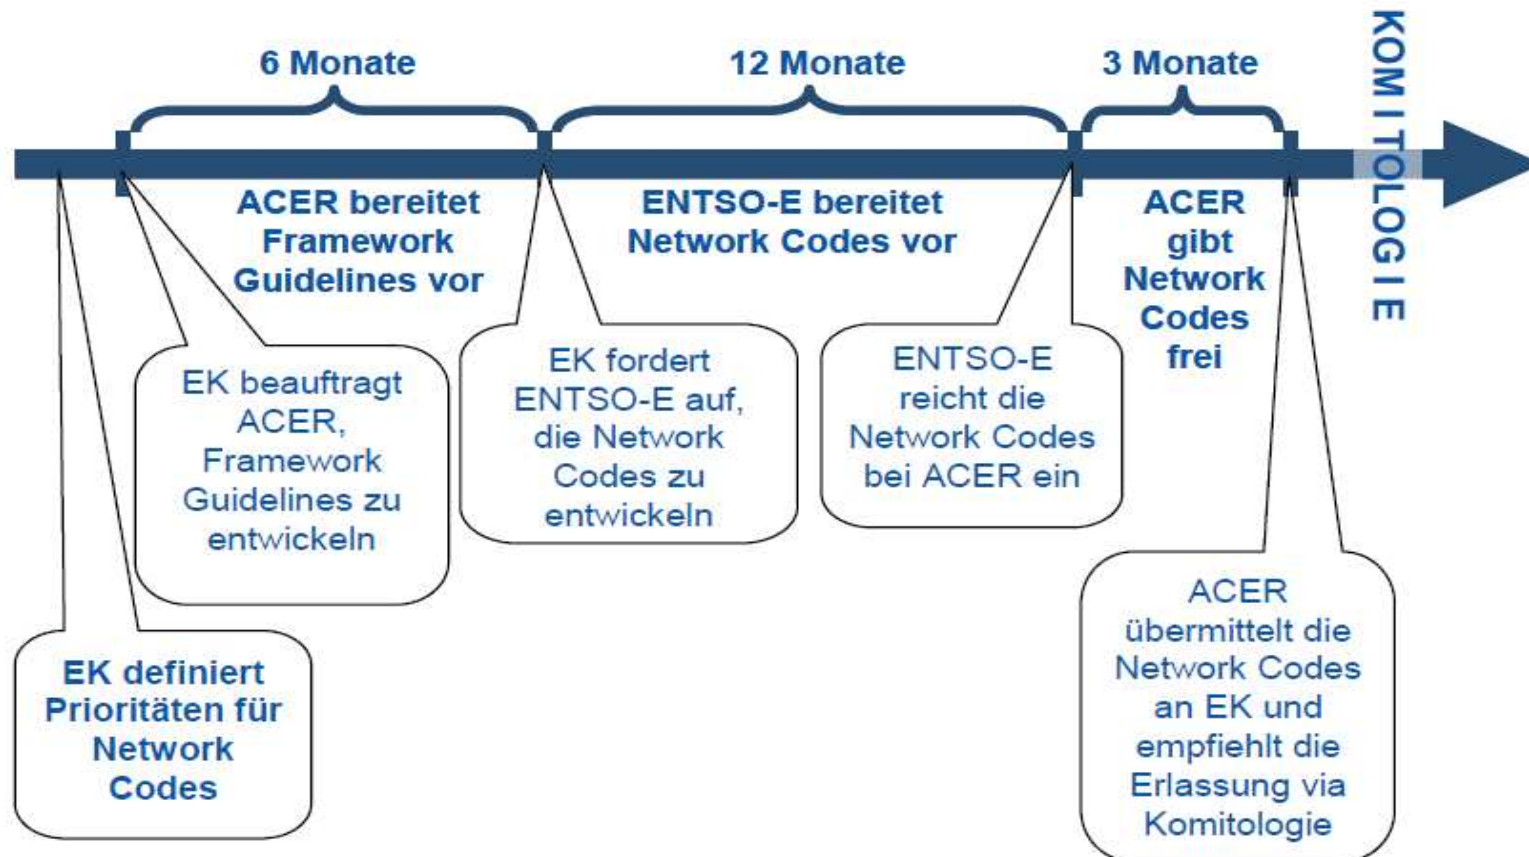 6 Monate
12 Monate
3 Monate
KOMITOLOGIE
ACER bereitet
Framework
Guidelines vor
ENTSO-E bereitet
Network Codes vor
ACER
gibt
Network
Codes
frei
EK definiert
Prioritäten für
Network
Codes
EK beauftragt
ACER,
Framework
Guidelines zu
entwickeln
EK fordert
ENTSO-E auf,
die Network
Codes zu
entwickeln
ENTSO-E
reicht die
Network Codes
bei ACER ein
ACER
übermittelt die
Network Codes
an EK und
empfiehlt die
Erlassung via
Komitologie